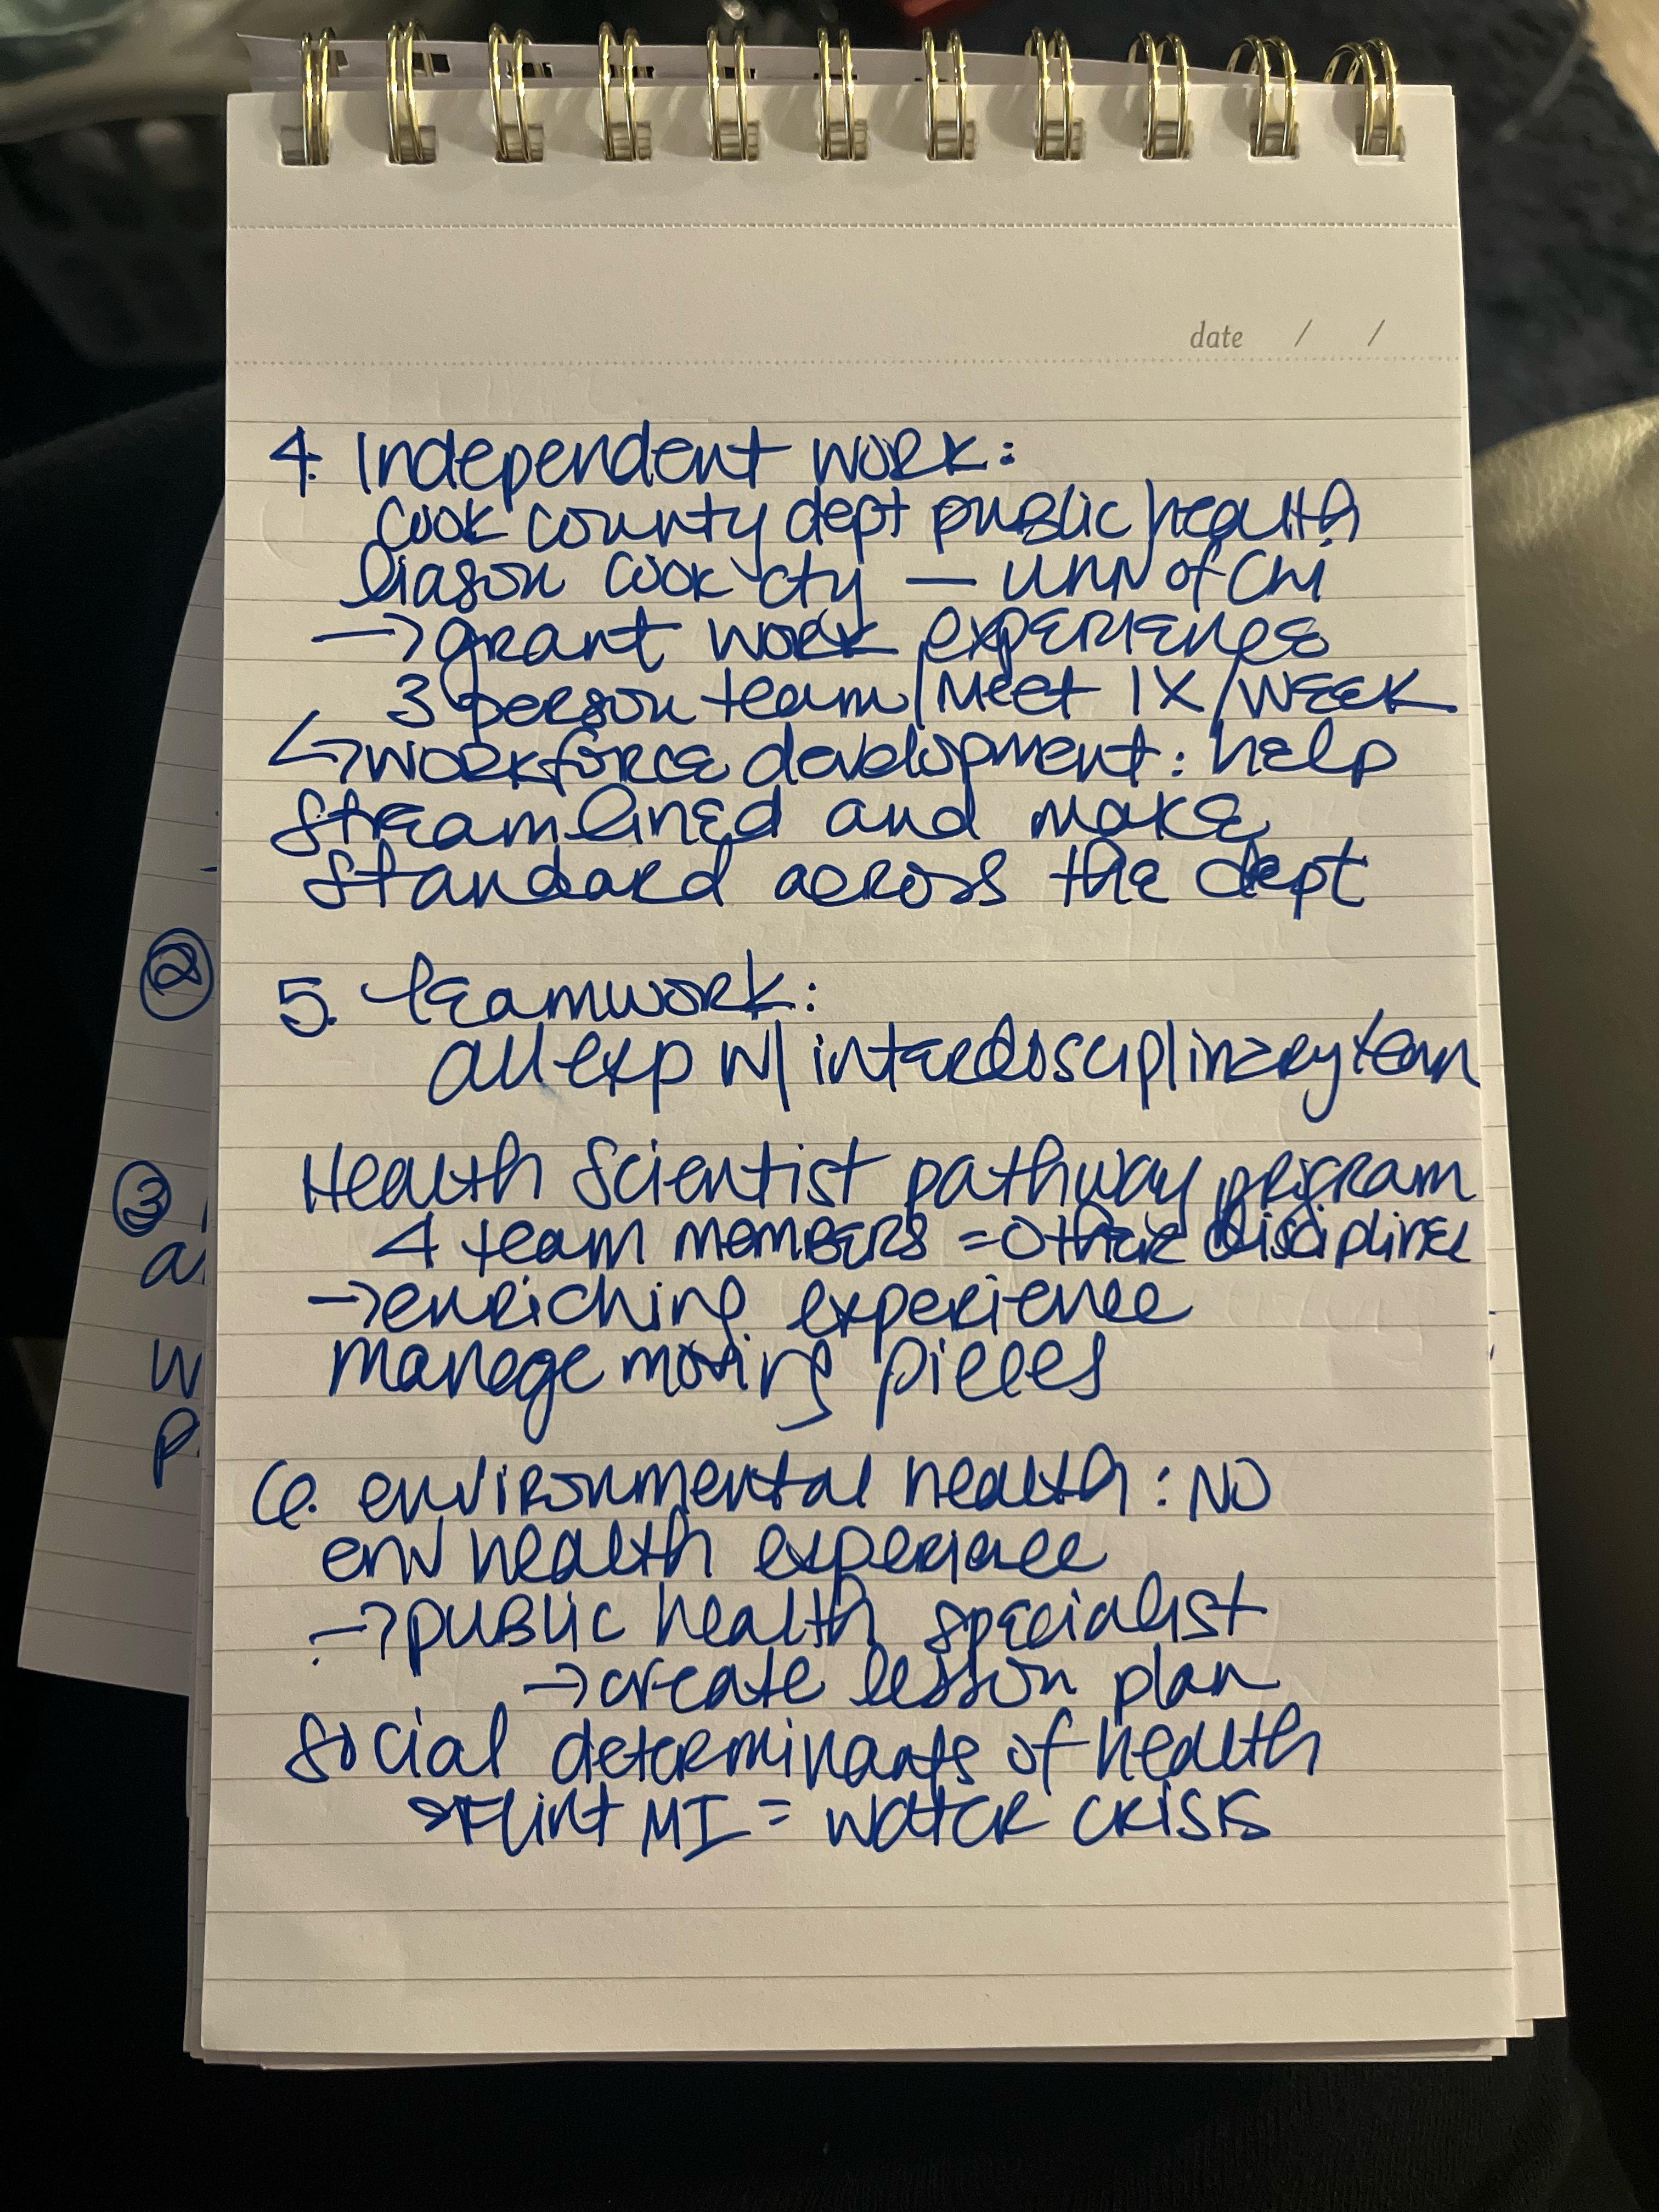 date / /
4. Independent work:
Cook county dept public health
liason Cook cty — Univ of Chi
→ grant work experience
3 person team / Meet 1X/week
↳ workforce development: help
streamlined and make
standard across the dept
5. teamwork:
all exp w/ interdisciplinary team
Health Scientist pathway program
4 team members = other disciplines
→ enriching experience
manage moving pieces
6. environmental health: NO
env health experience
→ public health specialist
→ create lesson plan
social determinants of health
→ Flint MI = water crisis
②
③
a
w
p